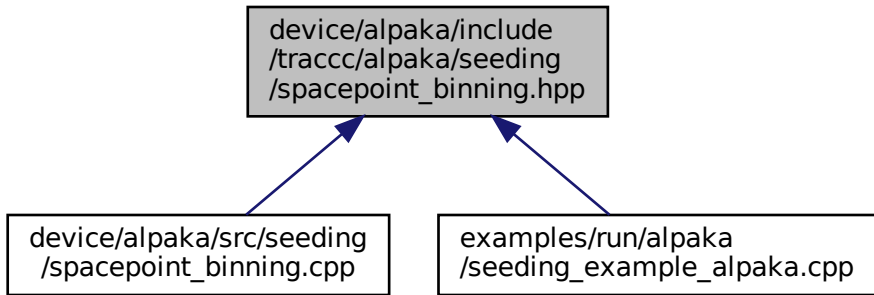 device/alpaka/include
/traccc/alpaka/seeding
/spacepoint_binning.hpp
device/alpaka/src/seeding
/spacepoint_binning.cpp
examples/run/alpaka
/seeding_example_alpaka.cpp